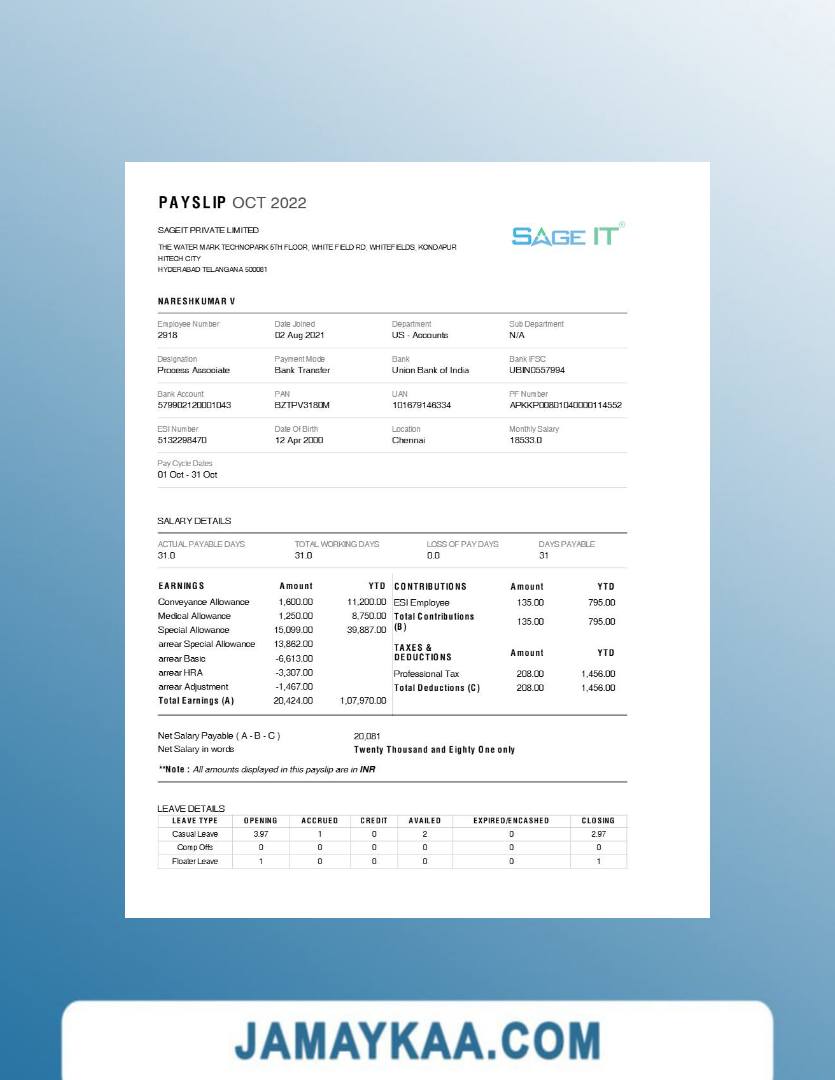 PAYSLIP OCT 2022
SAGEIT PRIVATE LIMITED
THE WATER MARK TECHNOPARK 5TH FLOOR, WHITE FIELD RD, WHITEFIELDS, KONDAPUR
HITECH CITY
HYDERABAD TELANGANA 500081
SAGE IT®
NARESHKUMAR V
Employee Number Date Joined Department Sub Department
2918 02 Aug 2021 US - Accounts N/A
Designation Payment Mode Bank Bank IFSC
Process Associate Bank Transfer Union Bank of India UBIN0557994
Bank Account PAN UAN PF Number
579902120001043 BZTPV3180M 101679146334 APKKP00801040000114552
ESI Number Date Of Birth Location Monthly Salary
5132298470 12 Apr 2000 Chennai 18533.0
Pay Cycle Dates
01 Oct - 31 Oct
SALARY DETAILS
ACTUAL PAYABLE DAYS TOTAL WORKING DAYS LOSS OF PAY DAYS DAYS PAYABLE
31.0 31.0 0.0 31
EARNINGS Amount YTD
Conveyance Allowance 1,600.00 11,200.00
Medical Allowance 1,250.00 8,750.00
Special Allowance 15,099.00 39,887.00
arrear Special Allowance 13,862.00
arrear Basic -6,613.00
arrear HRA -3,307.00
arrear Adjustment -1,467.00
Total Earnings (A) 20,424.00 1,07,970.00
CONTRIBUTIONS Amount YTD
ESI Employee 135.00 795.00
Total Contributions 135.00 795.00
(B)
TAXES & Amount YTD
DEDUCTIONS
Professional Tax 208.00 1,456.00
Total Deductions (C) 208.00 1,456.00
Net Salary Payable ( A - B - C ) 20,081
Net Salary in words Twenty Thousand and Eighty One only
**Note : All amounts displayed in this payslip are in INR
LEAVE DETAILS
LEAVE TYPE OPENING ACCRUED CREDIT AVAILED EXPIRED/ENCASHED CLOSING
Casual Leave 3.97 1 0 2 0 2.97
Comp Offs 0 0 0 0 0 0
Floater Leave 1 0 0 0 0 1
JAMAYKAA.COM